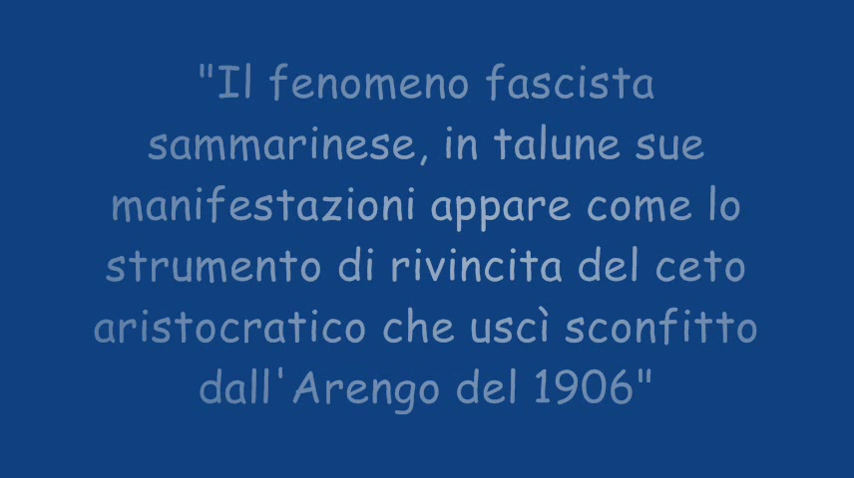 "Il fenomeno fascista
sammarinese, in talune sue
manifestazioni appare come lo
strumento di rivincita del ceto
aristocratico che uscì sconfitto
dall'Arengo del 1906"